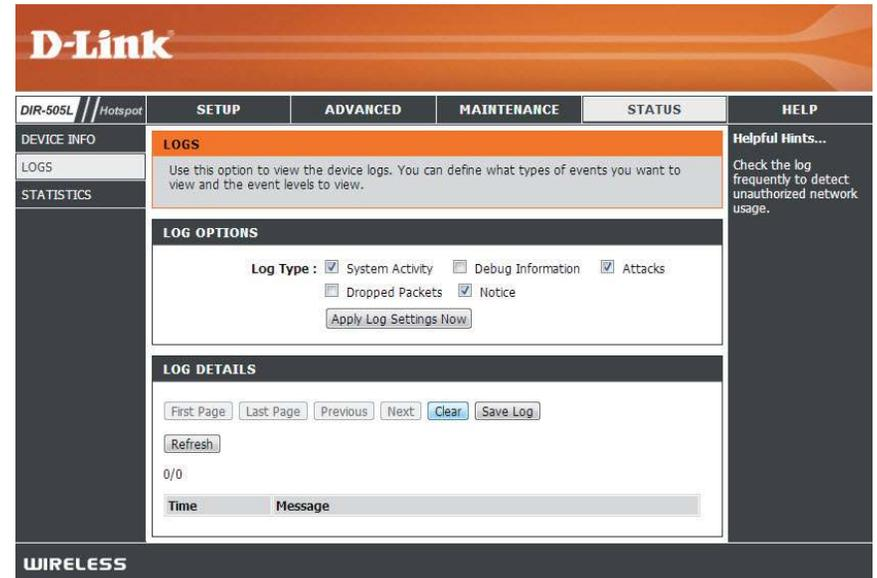 D-Link
DIR-505L // Hotspot SETUP ADVANCED MAINTENANCE STATUS HELP
DEVICE INFO
LOGS
STATISTICS
LOGS
Use this option to view the device logs. You can define what types of events you want to
view and the event levels to view.
LOG OPTIONS
Log Type : System Activity Debug Information Attacks
Dropped Packets Notice
Apply Log Settings Now
LOG DETAILS
First Page Last Page Previous Next Clear Save Log
Refresh
0/0
Time Message
Helpful Hints...
Check the log
frequently to detect
unauthorized network
usage.
WIRELESS